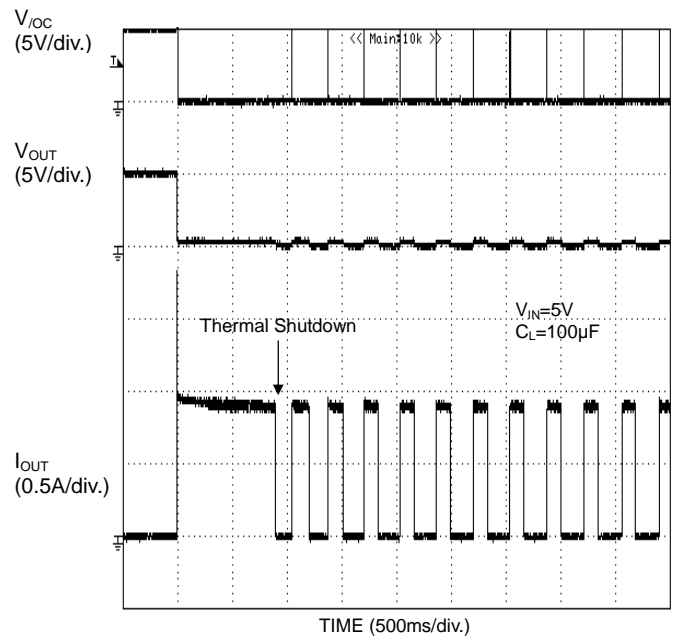 V/OC
(5V/div.)
<< Main:10k >>
VOUT
(5V/div.)
VIN=5V
CL=100µF
Thermal Shutdown
IOUT
(0.5A/div.)
TIME (500ms/div.)